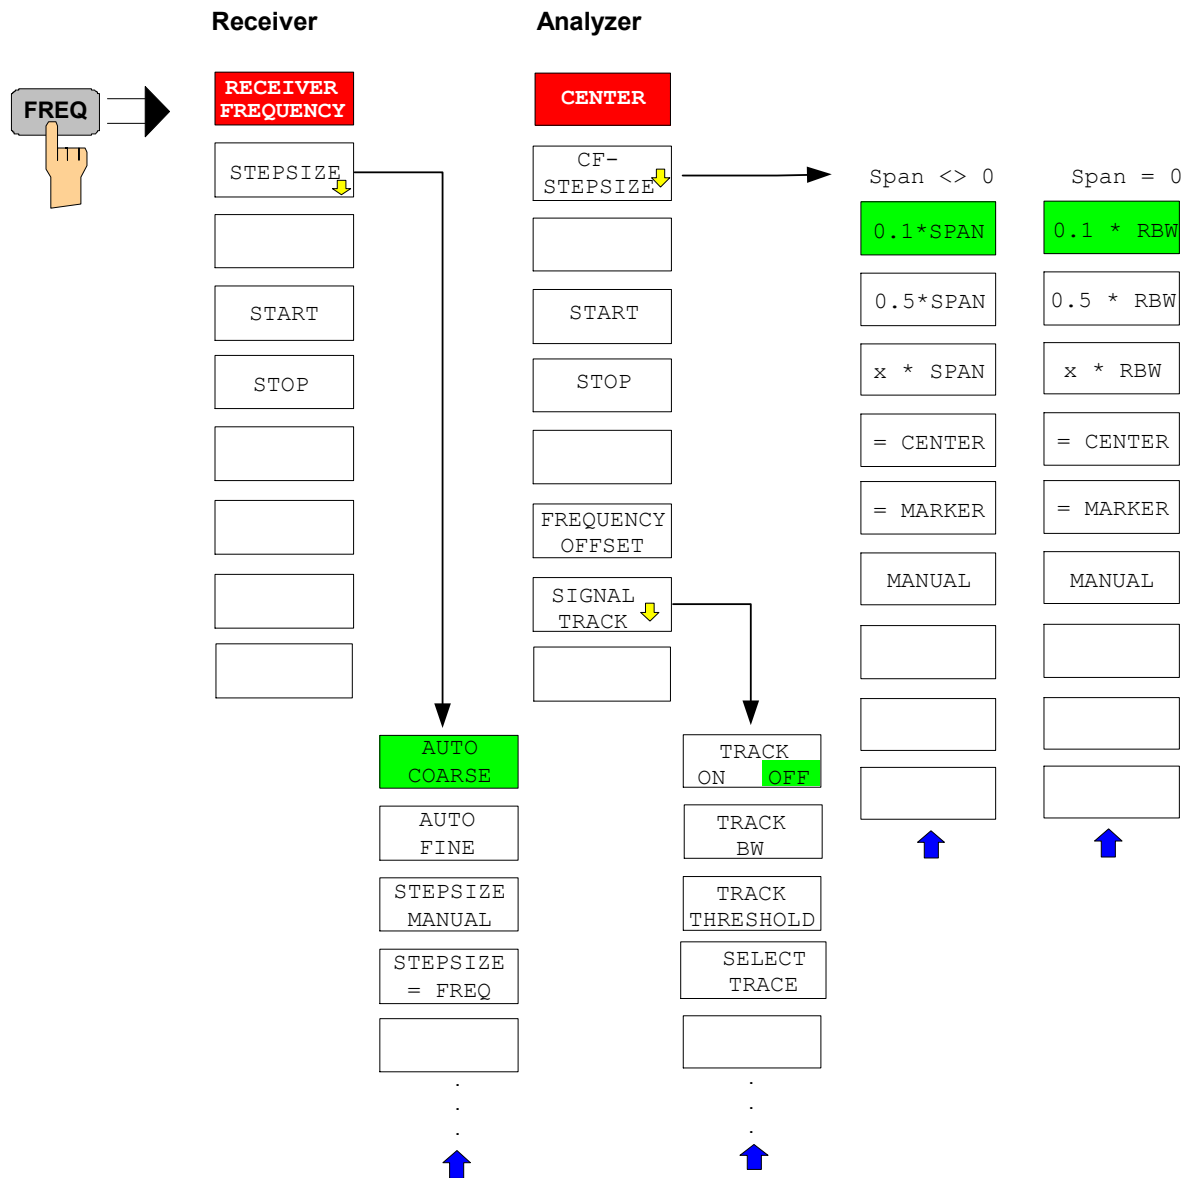 Receiver
Analyzer
FREQ
RECEIVER
FREQUENCY
STEPSIZE
START
STOP
AUTO
COARSE
AUTO
FINE
STEPSIZE
MANUAL
STEPSIZE
= FREQ
CENTER
CF-
STEPSIZE
START
STOP
FREQUENCY
OFFSET
SIGNAL
TRACK
TRACK
ON OFF
TRACK
BW
TRACK
THRESHOLD
SELECT
TRACE
Span <> 0
0.1*SPAN
0.5*SPAN
x * SPAN
= CENTER
= MARKER
MANUAL
Span = 0
0.1 * RBW
0.5 * RBW
x * RBW
= CENTER
= MARKER
MANUAL